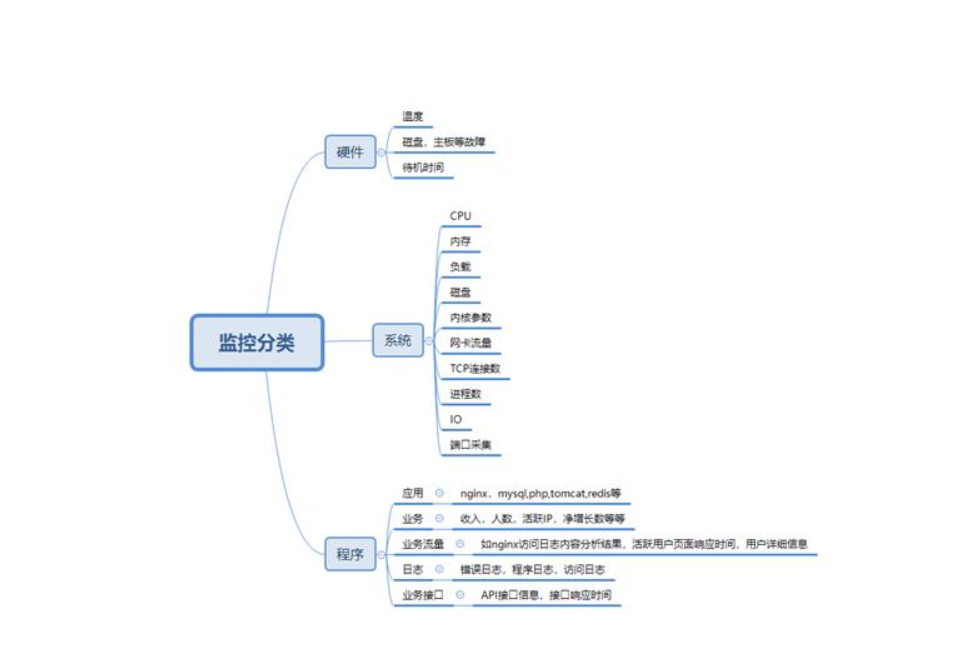 监控分类
硬件
温度
磁盘，主板等故障
待机时间
系统
CPU
内存
负载
磁盘
内核参数
网卡流量
TCP连接数
进程数
IO
端口采集
程序
应用 nginx，mysql,php,tomcat,redis等
业务 收入，人数，活跃IP，净增长数等等
业务流量 如nginx访问日志内容分析结果，活跃用户页面响应时间，用户详细信息
日志 错误日志，程序日志，访问日志
业务接口 API接口信息，接口响应时间